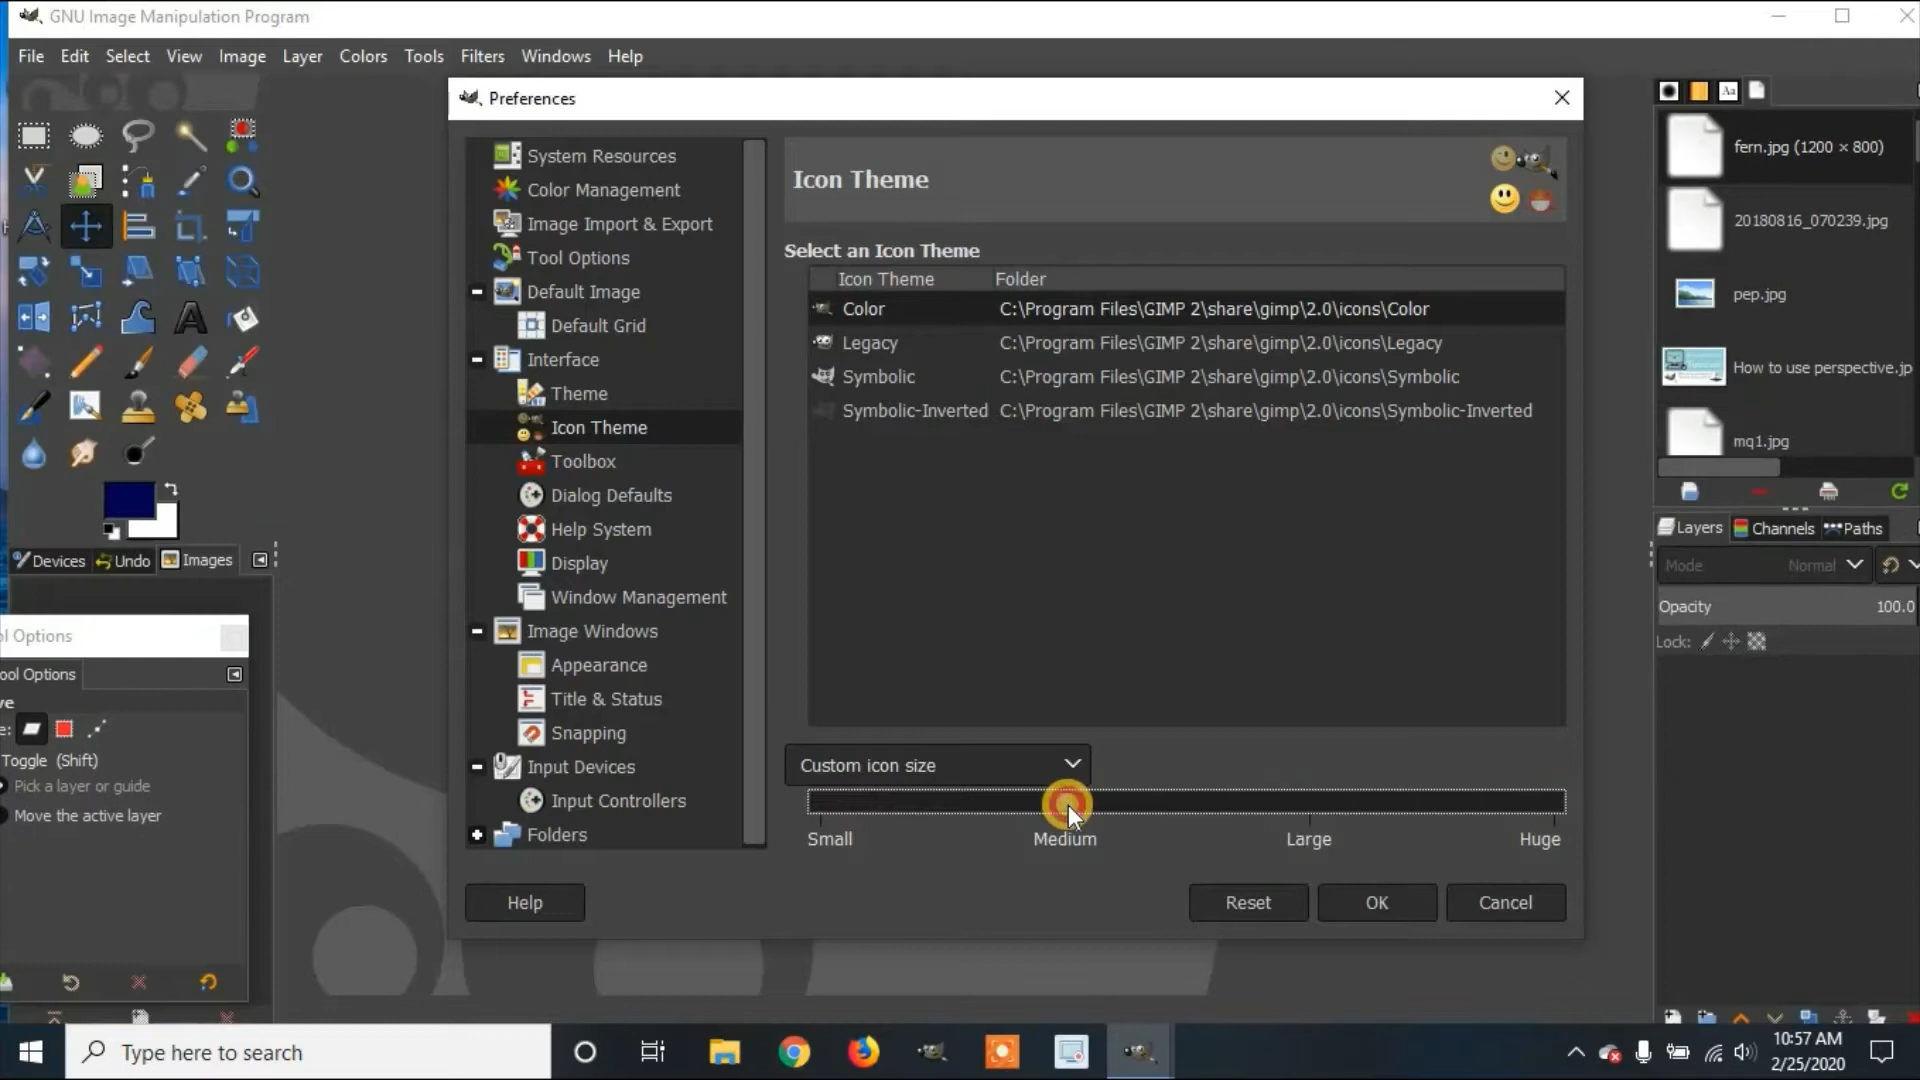 GNU Image Manipulation Program
File Edit Select View Image Layer Colors Tools Filters Windows Help
Preferences
System Resources
Color Management
Image Import & Export
Tool Options
Default Image
Default Grid
Interface
Theme
Icon Theme
Toolbox
Dialog Defaults
Help System
Display
Window Management
Image Windows
Appearance
Title & Status
Snapping
Input Devices
Input Controllers
Folders
Icon Theme
Select an Icon Theme
Icon Theme Folder
Color C:\Program Files\GIMP 2\share\gimp\2.0\icons\Color
Legacy C:\Program Files\GIMP 2\share\gimp\2.0\icons\Legacy
Symbolic C:\Program Files\GIMP 2\share\gimp\2.0\icons\Symbolic
Symbolic-Inverted C:\Program Files\GIMP 2\share\gimp\2.0\icons\Symbolic-Inverted
Custom icon size
Small Medium Large Huge
Help Reset OK Cancel
Devices Undo Images
ol Options
ool Options
ve
e:
Toggle (Shift)
Pick a layer or guide
Move the active layer
Aa
fern.jpg (1200 × 800)
20180816_070239.jpg
pep.jpg
How to use perspective.jp
mq1.jpg
Layers Channels Paths
Mode Normal
Opacity 100.0
Lock:
Type here to search
10:57 AM
2/25/2020